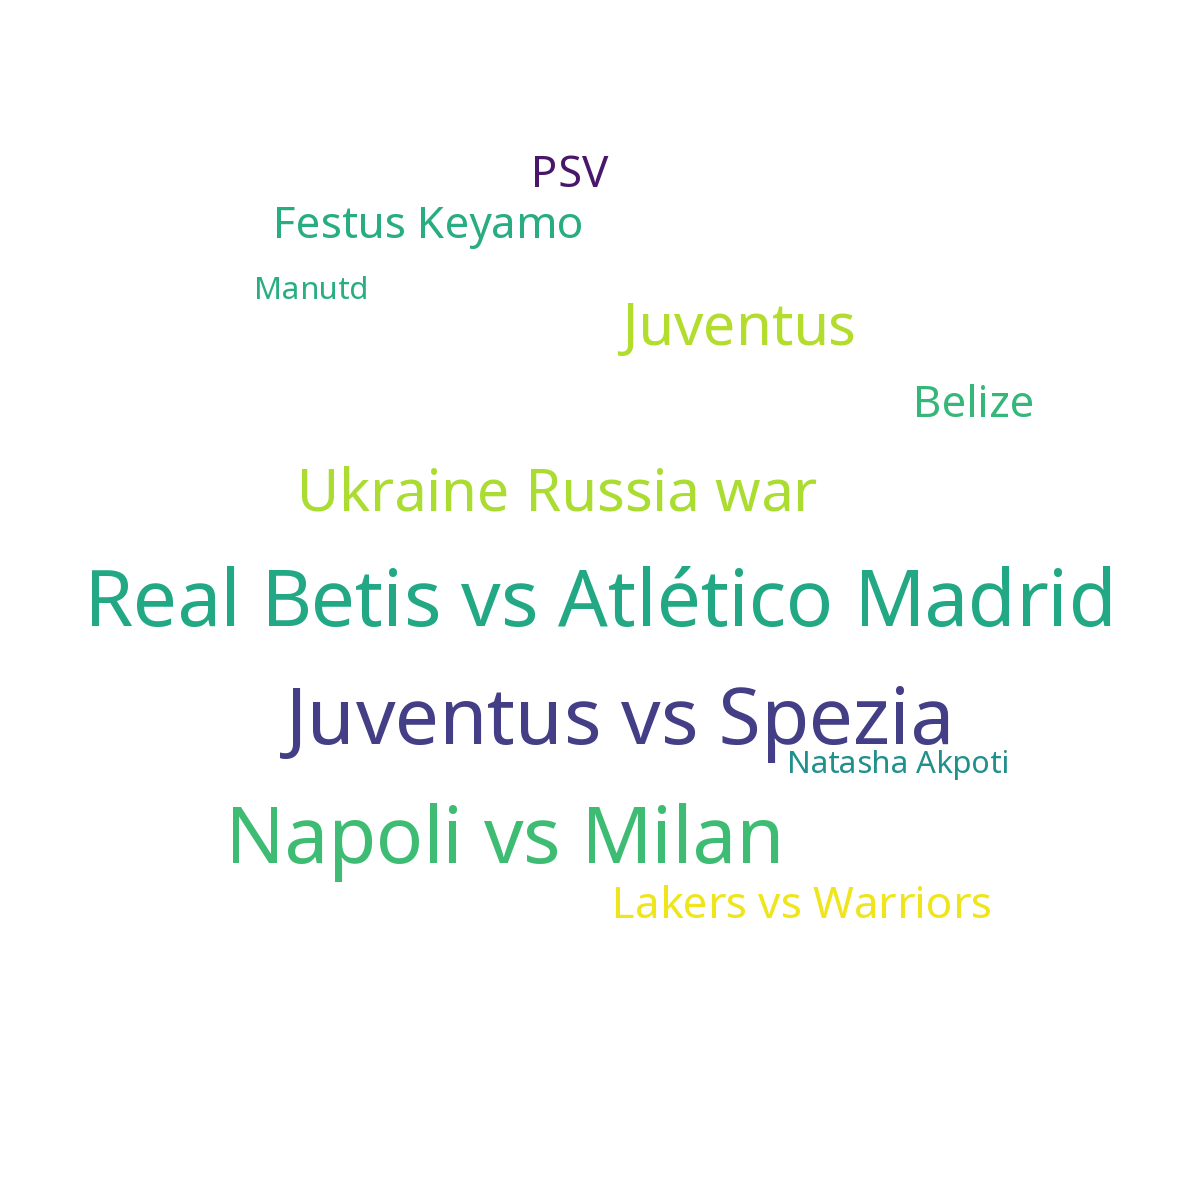 PSV
Festus Keyamo
Manutd
Juventus
Belize
Ukraine Russia war
Real Betis vs Atlético Madrid
Juventus vs Spezia
Natasha Akpoti
Napoli vs Milan
Lakers vs Warriors